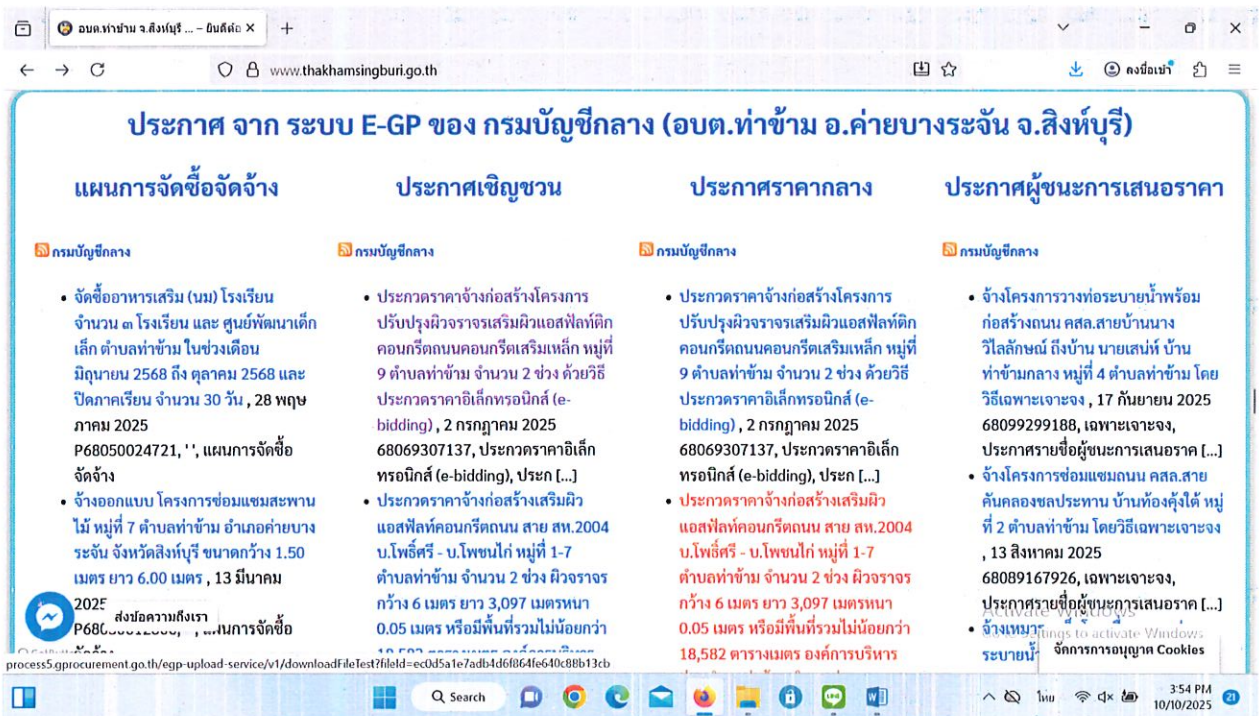 อบต.ท่าข้าม จ.สิงห์บุรี ... – ยินดีต้อ
www.thakhamsingburi.go.th
ลงชื่อเข้า
ประกาศ จาก ระบบ E-GP ของ กรมบัญชีกลาง (อบต.ท่าข้าม อ.ค่ายบางระจัน จ.สิงห์บุรี)
แผนการจัดซื้อจัดจ้าง
กรมบัญชีกลาง
จัดซื้ออาหารเสริม (นม) โรงเรียน
จำนวน ๓ โรงเรียน และ ศูนย์พัฒนาเด็ก
เล็ก ตำบลท่าข้าม ในช่วงเดือน
มิถุนายน 2568 ถึง ตุลาคม 2568 และ
ปิดภาคเรียน จำนวน 30 วัน , 28 พฤษ
ภาคม 2025
P68050024721, ' ', แผนการจัดซื้อ
จัดจ้าง
จ้างออกแบบ โครงการซ่อมแซมสะพาน
ไม้ หมู่ที่ 7 ตำบลท่าข้าม อำเภอค่ายบาง
ระจัน จังหวัดสิงห์บุรี ขนาดกว้าง 1.50
เมตร ยาว 6.00 เมตร , 13 มีนาคม
2025
ส่งข้อความถึงเรา
ประกาศเชิญชวน
กรมบัญชีกลาง
ประกวดราคาจ้างก่อสร้างโครงการ
ปรับปรุงผิวจราจรเสริมผิวแอสฟัลท์ติก
คอนกรีตถนนคอนกรีตเสริมเหล็ก หมู่ที่
9 ตำบลท่าข้าม จำนวน 2 ช่วง ด้วยวิธี
ประกวดราคาอิเล็กทรอนิกส์ (e-
bidding) , 2 กรกฎาคม 2025
68069307137, ประกวดราคาอิเล็ก
ทรอนิกส์ (e-bidding), ประก [...]
ประกวดราคาจ้างก่อสร้างเสริมผิว
แอสฟัลท์คอนกรีตถนน สาย สห.2004
บ.โพธิ์ศรี - บ.โพชนไก่ หมู่ที่ 1-7
ตำบลท่าข้าม จำนวน 2 ช่วง ผิวจราจร
กว้าง 6 เมตร ยาว 3,097 เมตรหนา
0.05 เมตร หรือมีพื้นที่รวมไม่น้อยกว่า
ประกาศราคากลาง
กรมบัญชีกลาง
ประกวดราคาจ้างก่อสร้างโครงการ
ปรับปรุงผิวจราจรเสริมผิวแอสฟัลท์ติก
คอนกรีตถนนคอนกรีตเสริมเหล็ก หมู่ที่
9 ตำบลท่าข้าม จำนวน 2 ช่วง ด้วยวิธี
ประกวดราคาอิเล็กทรอนิกส์ (e-
bidding) , 2 กรกฎาคม 2025
68069307137, ประกวดราคาอิเล็ก
ทรอนิกส์ (e-bidding), ประก [...]
ประกวดราคาจ้างก่อสร้างเสริมผิว
แอสฟัลท์คอนกรีตถนน สาย สห.2004
บ.โพธิ์ศรี - บ.โพชนไก่ หมู่ที่ 1-7
ตำบลท่าข้าม จำนวน 2 ช่วง ผิวจราจร
กว้าง 6 เมตร ยาว 3,097 เมตรหนา
0.05 เมตร หรือมีพื้นที่รวมไม่น้อยกว่า
18,582 ตารางเมตร องค์การบริหาร
ประกาศผู้ชนะการเสนอราคา
กรมบัญชีกลาง
จ้างโครงการวางท่อระบายน้ำพร้อม
ก่อสร้างถนน คสล.สายบ้านนาง
วิไลลักษณ์ ถึงบ้าน นายเสน่ห์ บ้าน
ท่าข้ามกลาง หมู่ที่ 4 ตำบลท่าข้าม โดย
วิธีเฉพาะเจาะจง , 17 กันยายน 2025
68099299188, เฉพาะเจาะจง,
ประกาศรายชื่อผู้ชนะการเสนอราค [...]
จ้างโครงการซ่อมแซมถนน คสล.สาย
คันคลองชลประทาน บ้านท้องคุ้งใต้ หมู่
ที่ 2 ตำบลท่าข้าม โดยวิธีเฉพาะเจาะจง
, 13 สิงหาคม 2025
68089167926, เฉพาะเจาะจง,
ประกาศรายชื่อผู้ชนะการเสนอราค [...]
Activate Windows
to activate Windows
จัดการการอนุญาต Cookies
process5.gprocurement.go.th/egp-upload-service/v1/downloadFileTest?fileId=ec0d5a1e7adb4d6f864fe640c88b13cb
Search
ไทย
3:54 PM
10/10/2025
21